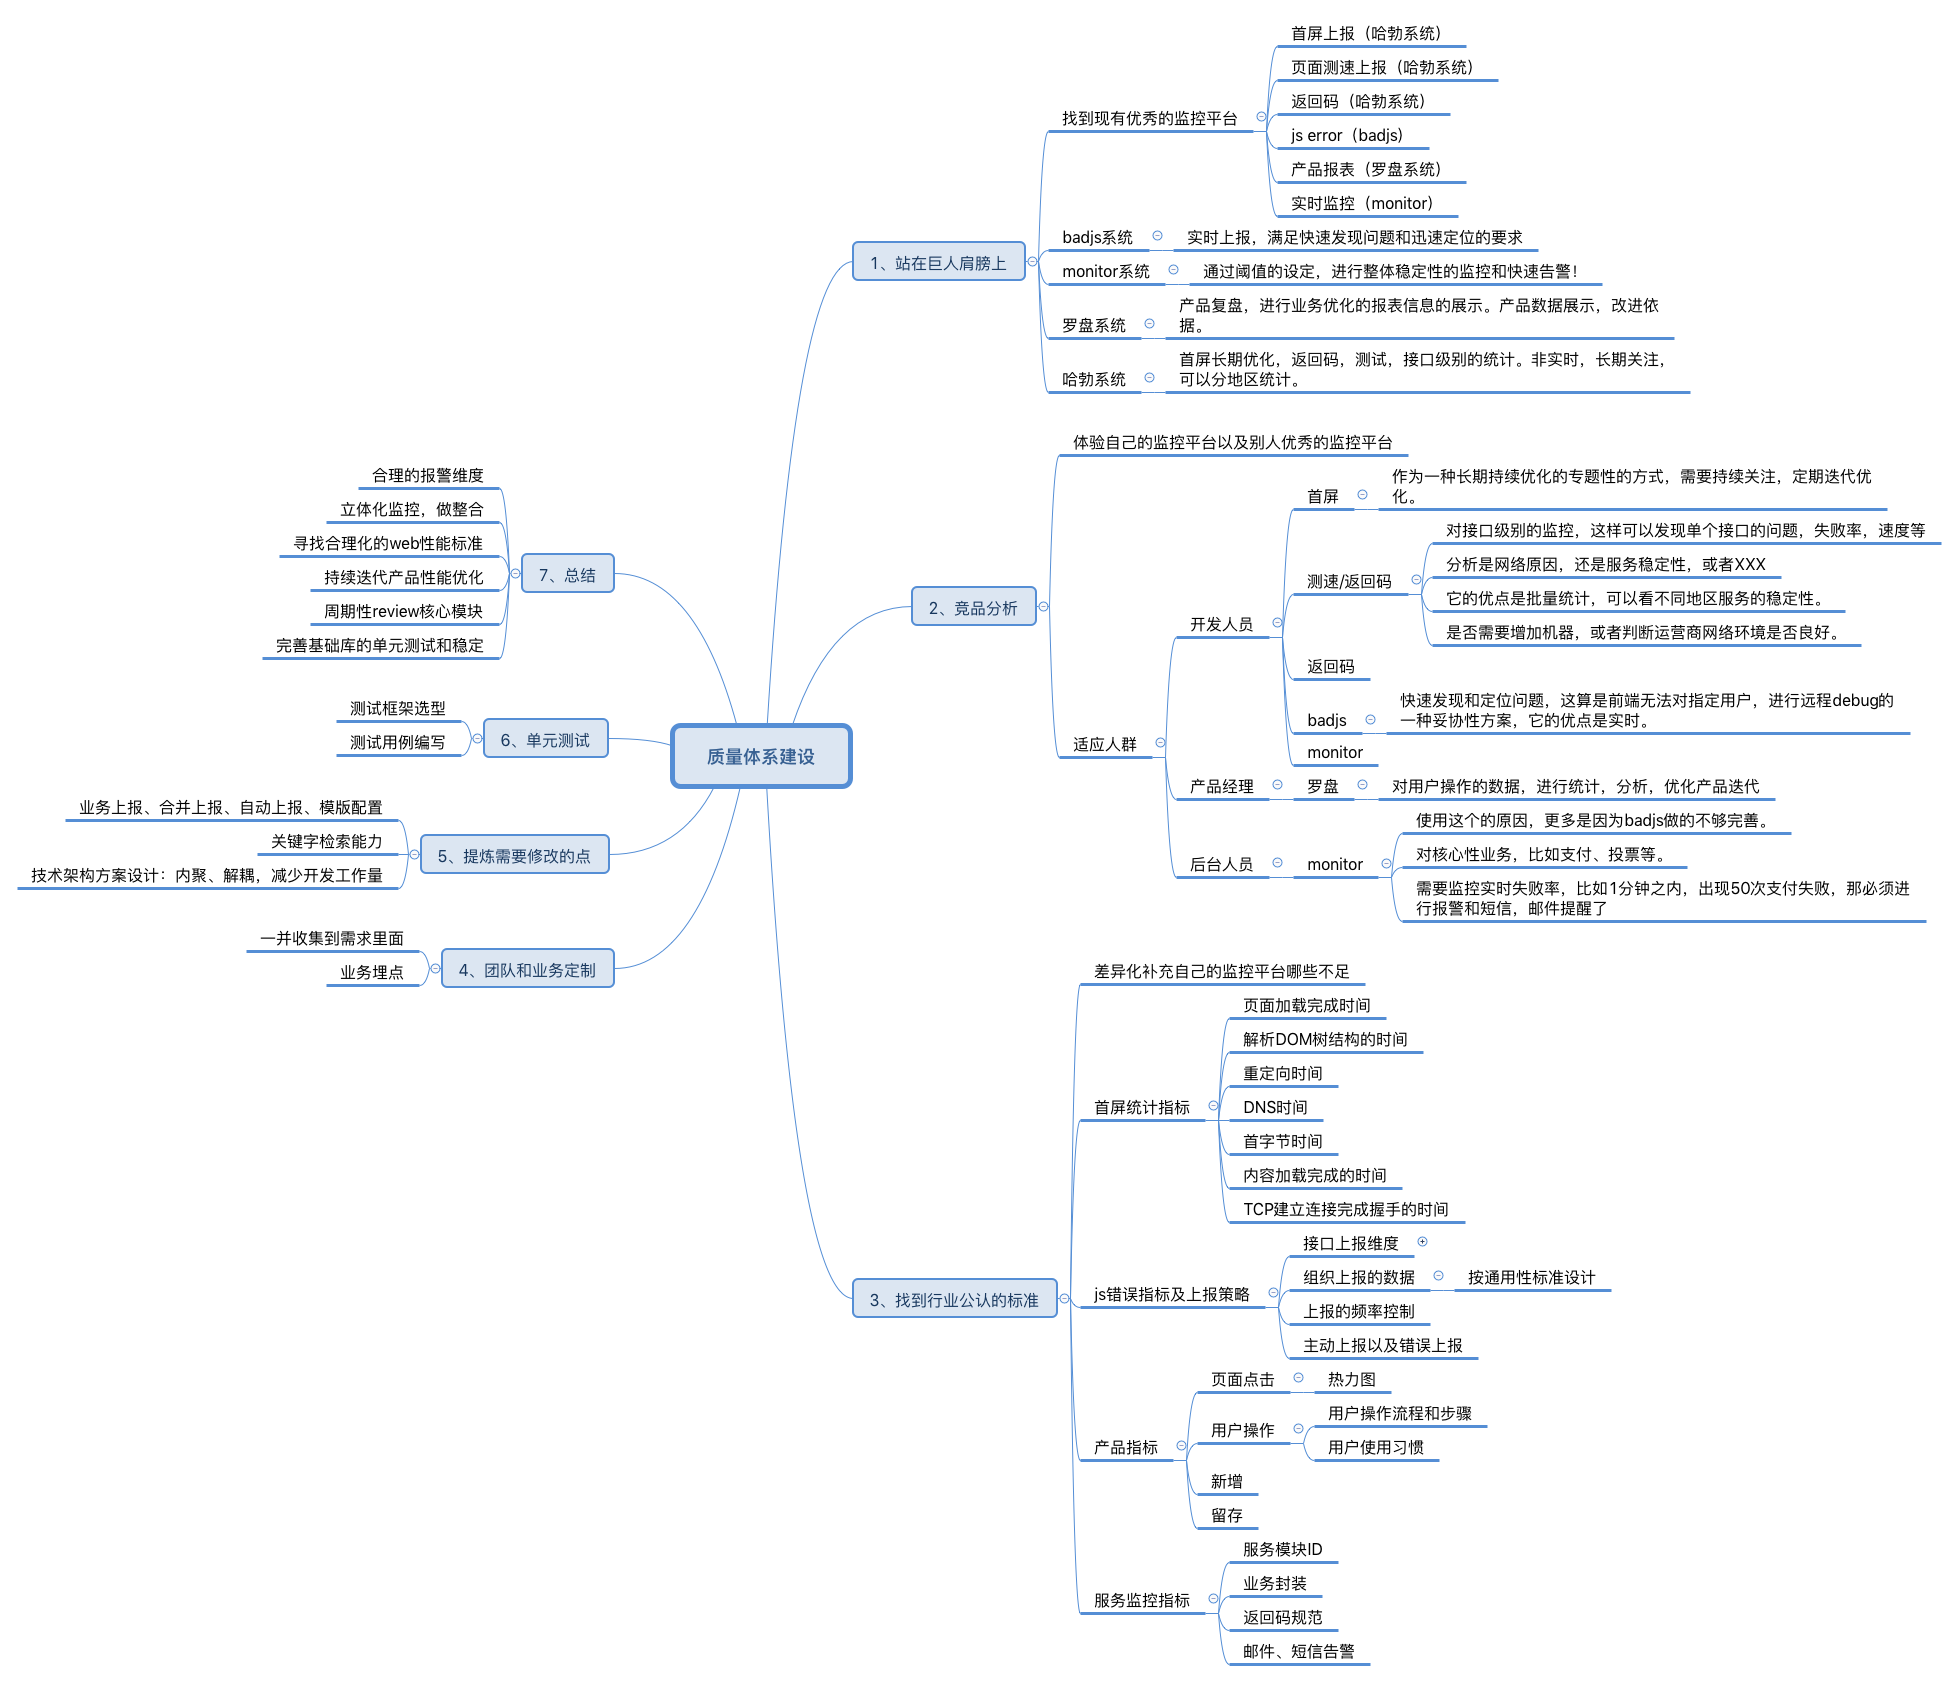 质量体系建设
1、站在巨人肩膀上
找到现有优秀的监控平台
首屏上报（哈勃系统）
页面测速上报（哈勃系统）
返回码（哈勃系统）
js error（badjs）
产品报表（罗盘系统）
实时监控（monitor）
badjs系统
实时上报，满足快速发现问题和迅速定位的要求
monitor系统
通过阈值的设定，进行整体稳定性的监控和快速告警！
罗盘系统
产品复盘，进行业务优化的报表信息的展示。产品数据展示，改进依
据。
哈勃系统
首屏长期优化，返回码，测试，接口级别的统计。非实时，长期关注，
可以分地区统计。
2、竞品分析
体验自己的监控平台以及别人优秀的监控平台
适应人群
开发人员
首屏
作为一种长期持续优化的专题性的方式，需要持续关注，定期迭代优
化。
测速/返回码
对接口级别的监控，这样可以发现单个接口的问题，失败率，速度等
分析是网络原因，还是服务稳定性，或者XXX
它的优点是批量统计，可以看不同地区服务的稳定性。
是否需要增加机器，或者判断运营商网络环境是否良好。
返回码
badjs
快速发现和定位问题，这算是前端无法对指定用户，进行远程debug的
一种妥协性方案，它的优点是实时。
monitor
产品经理
罗盘
对用户操作的数据，进行统计，分析，优化产品迭代
后台人员
monitor
使用这个的原因，更多是因为badjs做的不够完善。
对核心性业务，比如支付、投票等。
需要监控实时失败率，比如1分钟之内，出现50次支付失败，那必须进
行报警和短信，邮件提醒了
3、找到行业公认的标准
差异化补充自己的监控平台哪些不足
首屏统计指标
页面加载完成时间
解析DOM树结构的时间
重定向时间
DNS时间
首字节时间
内容加载完成的时间
TCP建立连接完成握手的时间
js错误指标及上报策略
接口上报维度
组织上报的数据
按通用性标准设计
上报的频率控制
主动上报以及错误上报
产品指标
页面点击
热力图
用户操作
用户操作流程和步骤
用户使用习惯
新增
留存
服务监控指标
服务模块ID
业务封装
返回码规范
邮件、短信告警
4、团队和业务定制
一并收集到需求里面
业务埋点
5、提炼需要修改的点
业务上报、合并上报、自动上报、模版配置
关键字检索能力
技术架构方案设计：内聚、解耦，减少开发工作量
6、单元测试
测试框架选型
测试用例编写
7、总结
合理的报警维度
立体化监控，做整合
寻找合理化的web性能标准
持续迭代产品性能优化
周期性review核心模块
完善基础库的单元测试和稳定